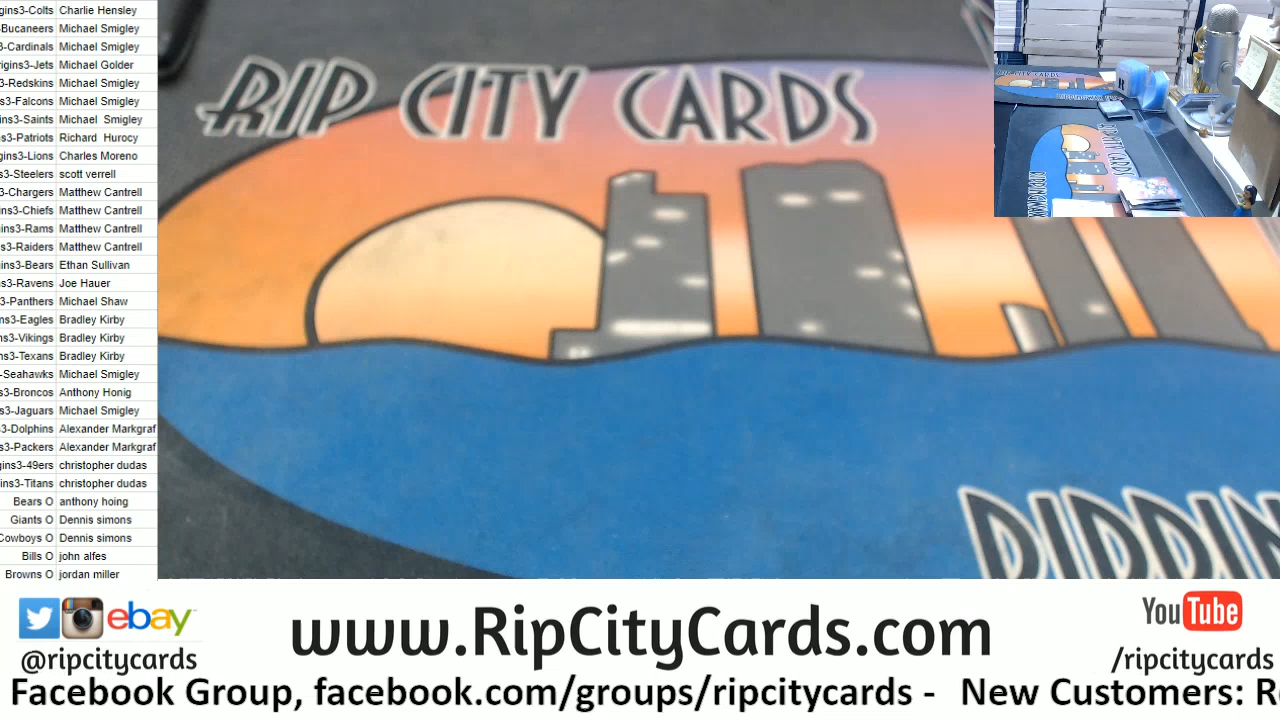 gins3-Colts Charlie Hensley
-Bucaneers Michael Smigley
3-Cardinals Michael Smigley
rigins3-Jets Michael Golder
3-Redskins Michael Smigley
s3-Falcons Michael Smigley
ins3-Saints Michael Smigley
s3-Patriots Richard Hurocy
gins3-Lions Charles Moreno
s3-Steelers scott verrell
3-Chargers Matthew Cantrell
ins3-Chiefs Matthew Cantrell
gins3-Rams Matthew Cantrell
ns3-Raiders Matthew Cantrell
gins3-Bears Ethan Sullivan
ns3-Ravens Joe Hauer
3-Panthers Michael Shaw
ns3-Eagles Bradley Kirby
ns3-Vikings Bradley Kirby
ns3-Texans Bradley Kirby
-Seahawks Michael Smigley
s3-Broncos Anthony Honig
s3-Jaguars Michael Smigley
s3-Dolphins Alexander Markgraf
s3-Packers Alexander Markgraf
gins3-49ers christopher dudas
ins3-Titans christopher dudas
Bears O anthony hoing
Giants O Dennis simons
Cowboys O Dennis simons
Bills O john alfes
Browns O jordan miller
RIP CITY CARDS
RIPPIN
ebay
@ripcitycards
www.RipCityCards.com
YouTube
/ripcitycards
Facebook Group, facebook.com/groups/ripcitycards - New Customers: R